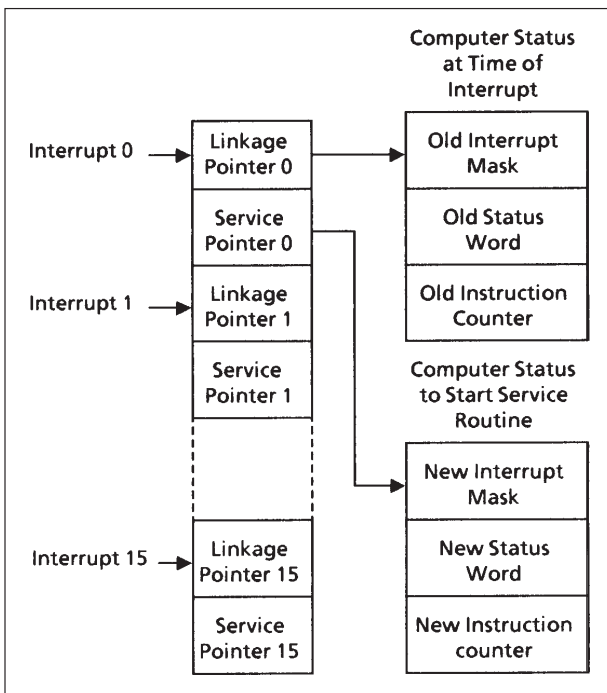 Computer Status
at Time of
Interrupt
Interrupt 0
Linkage
Pointer 0
Old Interrupt
Mask
Service
Pointer 0
Old Status
Word
Interrupt 1
Linkage
Pointer 1
Old Instruction
Counter
Service
Pointer 1
Computer Status
to Start Service
Routine
New Interrupt
Mask
Interrupt 15
Linkage
Pointer 15
New Status
Word
Service
Pointer 15
New Instruction
counter